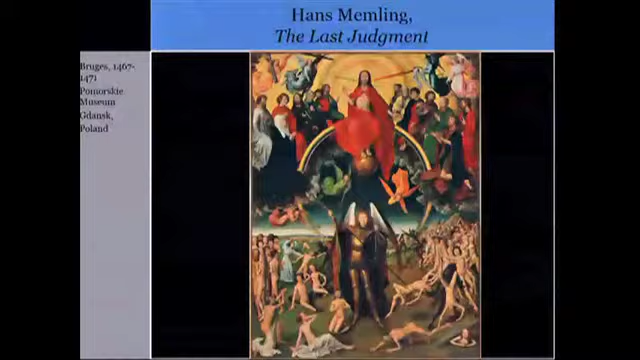 Hans Memling,
The Last Judgment
Bruges, 1467-
1471
Pomorskie
Museum
Gdansk,
Poland